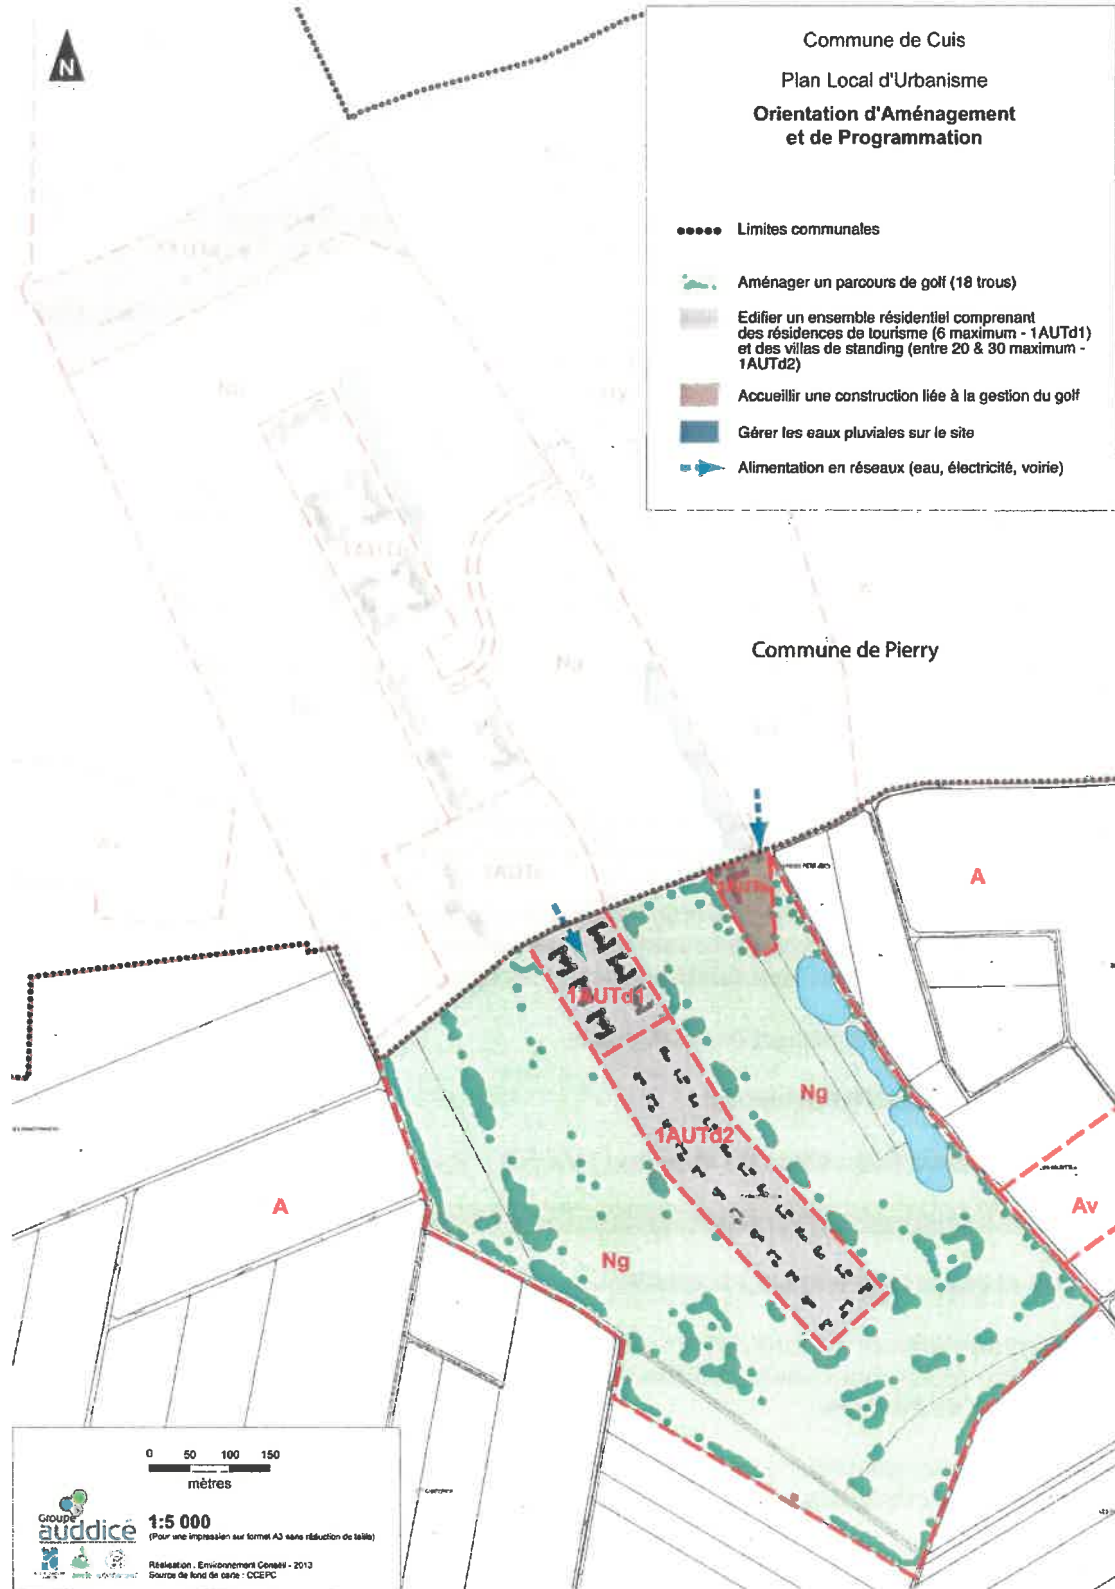 N
Commune de Cuis
Plan Local d'Urbanisme
Orientation d'Aménagement
et de Programmation
Limites communales
Aménager un parcours de golf (18 trous)
Edifier un ensemble résidentiel comprenant
des résidences de tourisme (6 maximum - 1AUTd1)
et des villas de standing (entre 20 & 30 maximum -
1AUTd2)
Accueillir une construction liée à la gestion du golf
Gérer les eaux pluviales sur le site
Alimentation en réseaux (eau, électricité, voirie)
Commune de Pierry
Ng
A
1AUTd1
Ng
1AUTd2
A
Av
Ng
0 50 100 150
mètres
Groupe
auddicé
1:5 000
(Pour une impression sur format A3 sans réduction de taille)
Réalisation : Environnement Conseil - 2013
Source de fond de carte : CCEPC